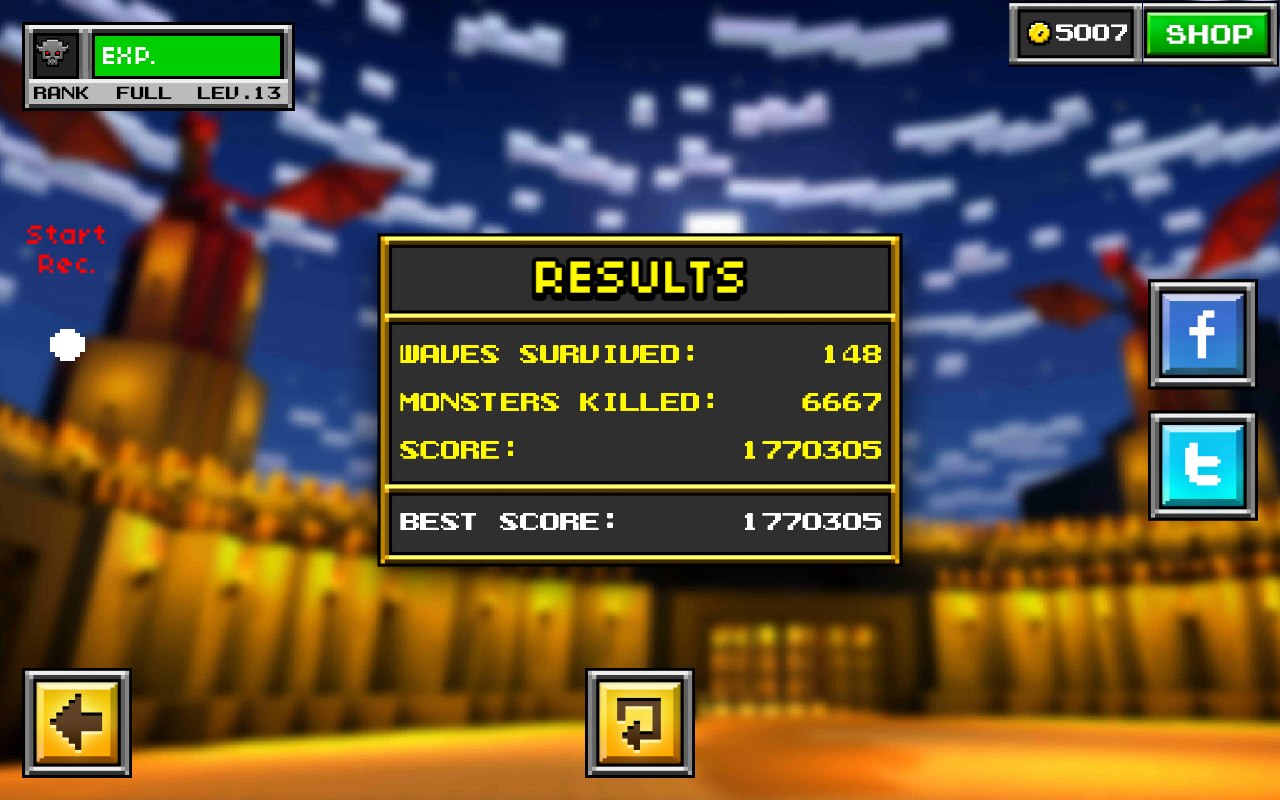 EXP.
RANK FULL LEV.13
5007
SHOP
Start
Rec.
RESULTS
WAVES SURVIVED: 148
MONSTERS KILLED: 6667
SCORE: 1770305
BEST SCORE: 1770305
f
t